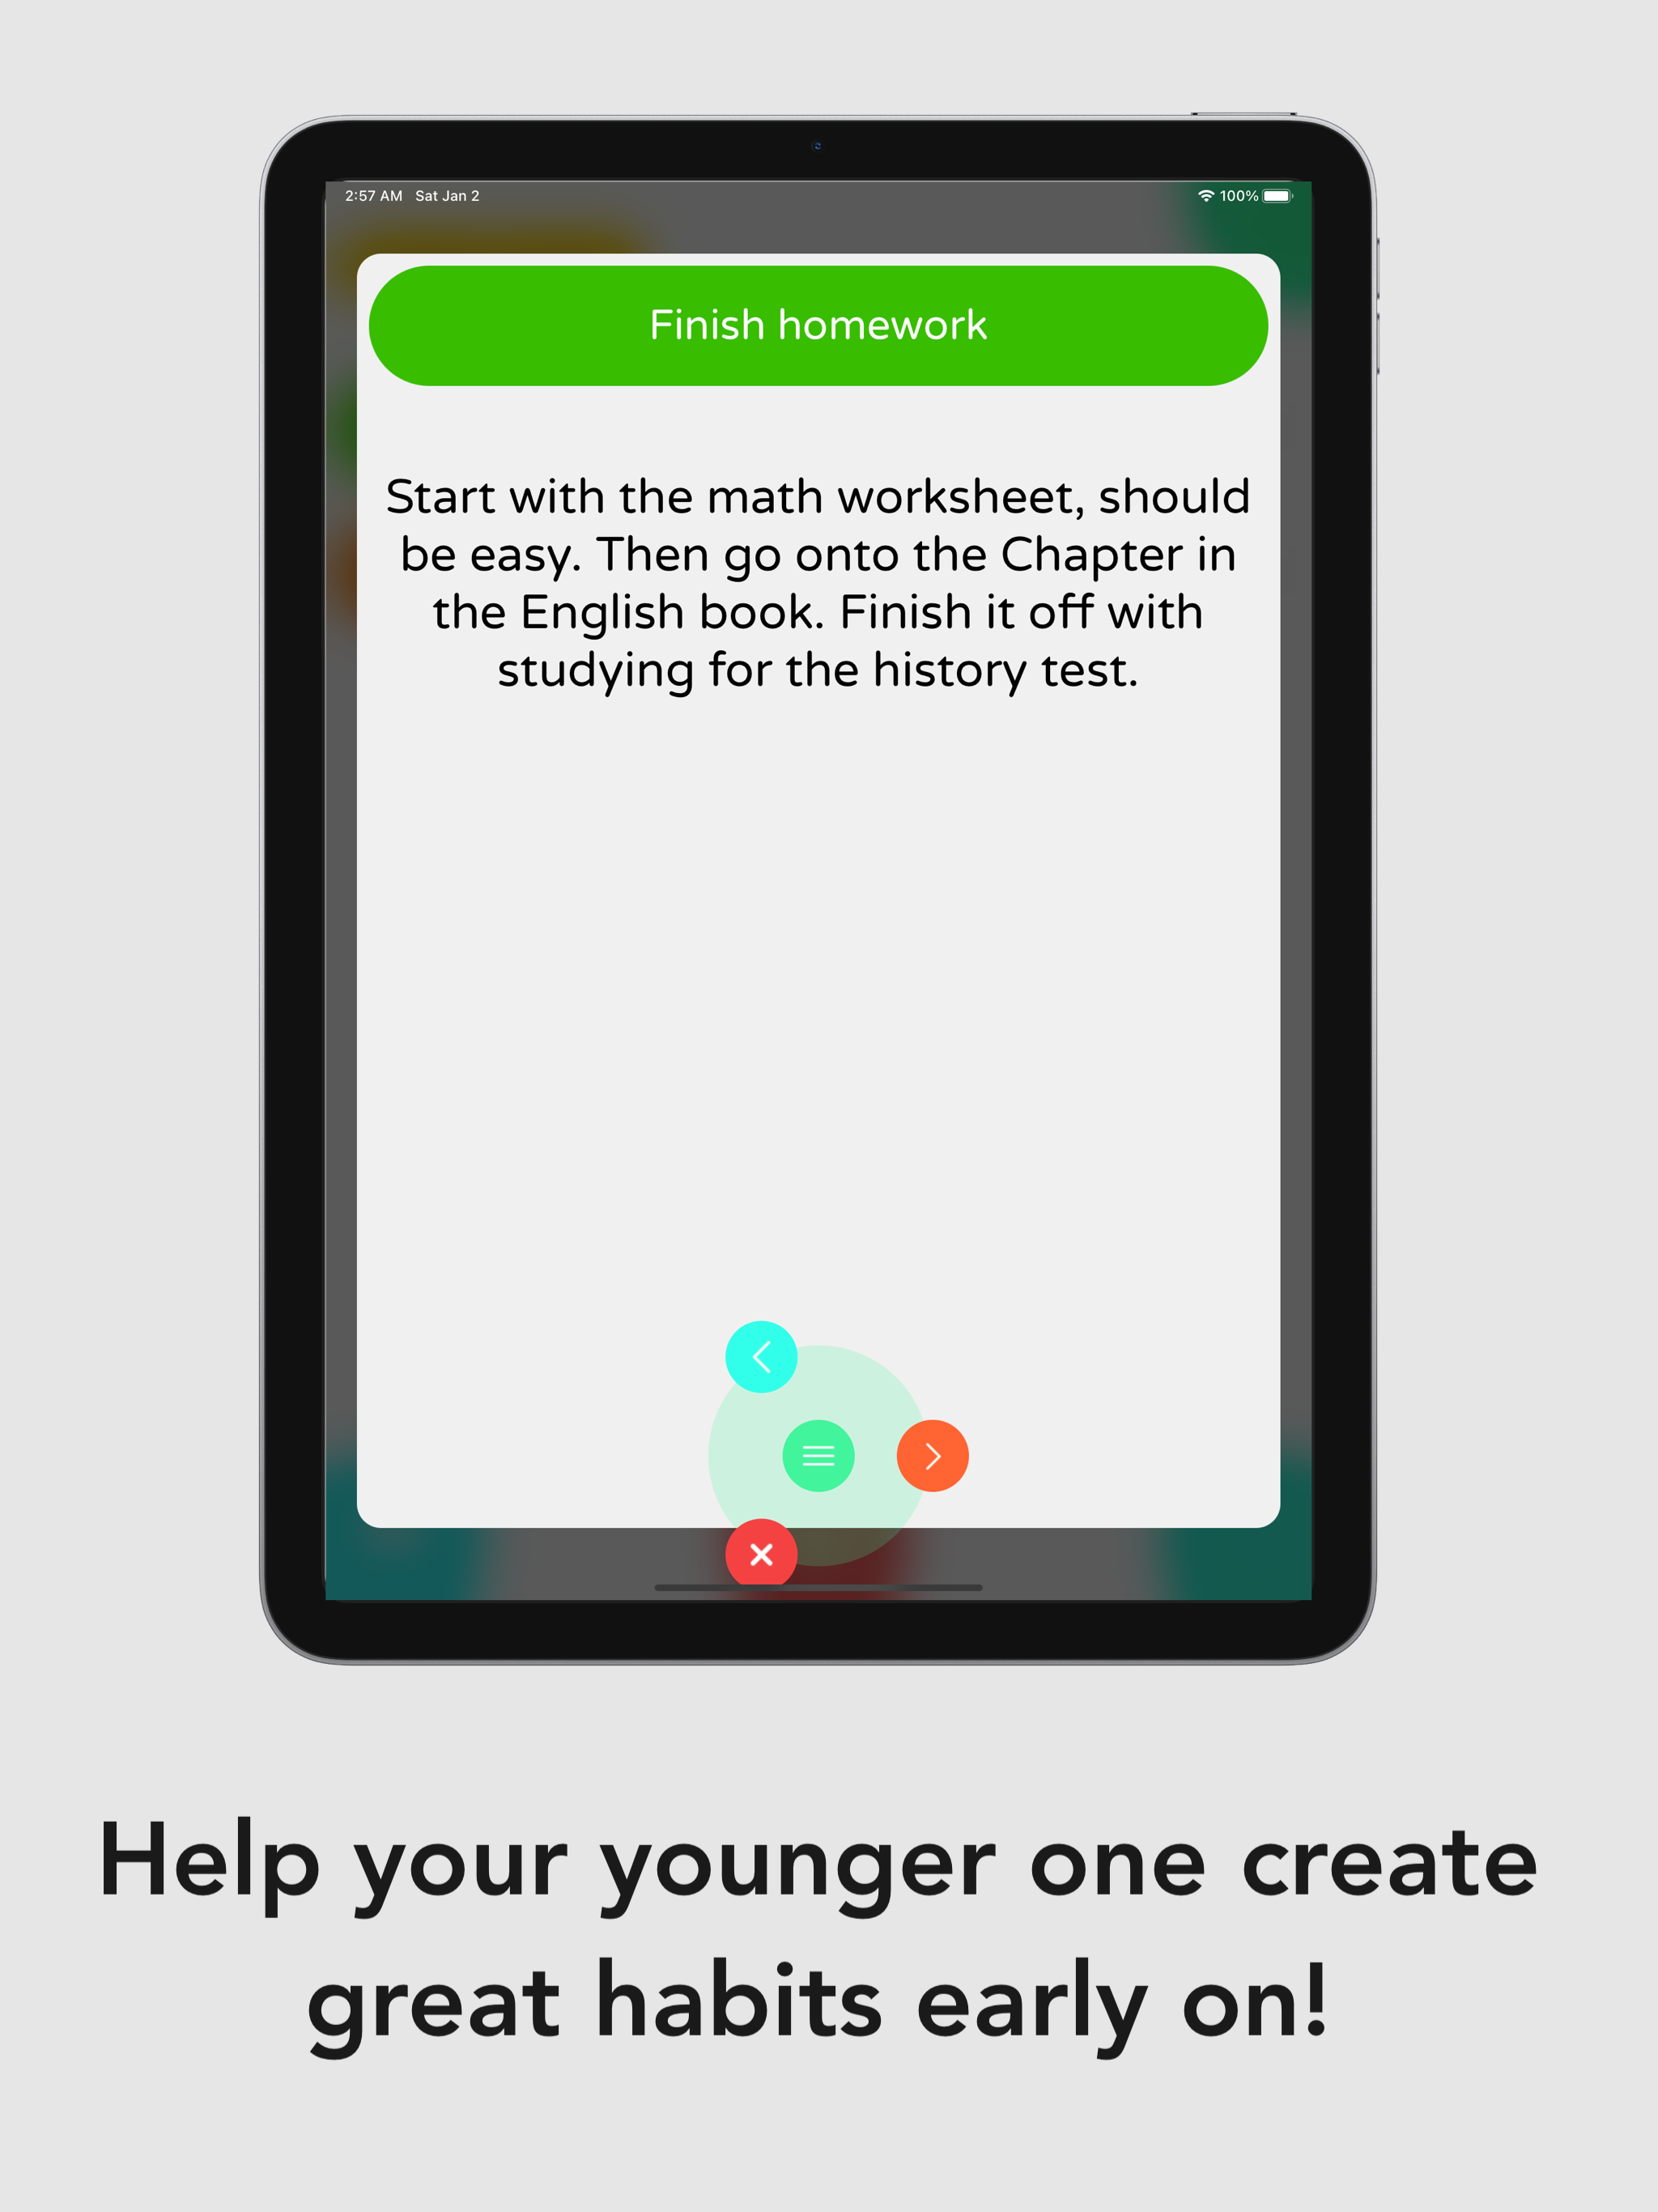 2:57 AM Sat Jan 2 100%
Finish homework
Start with the math worksheet, should
be easy. Then go onto the Chapter in
the English book. Finish it off with
studying for the history test.
Help your younger one create
great habits early on!